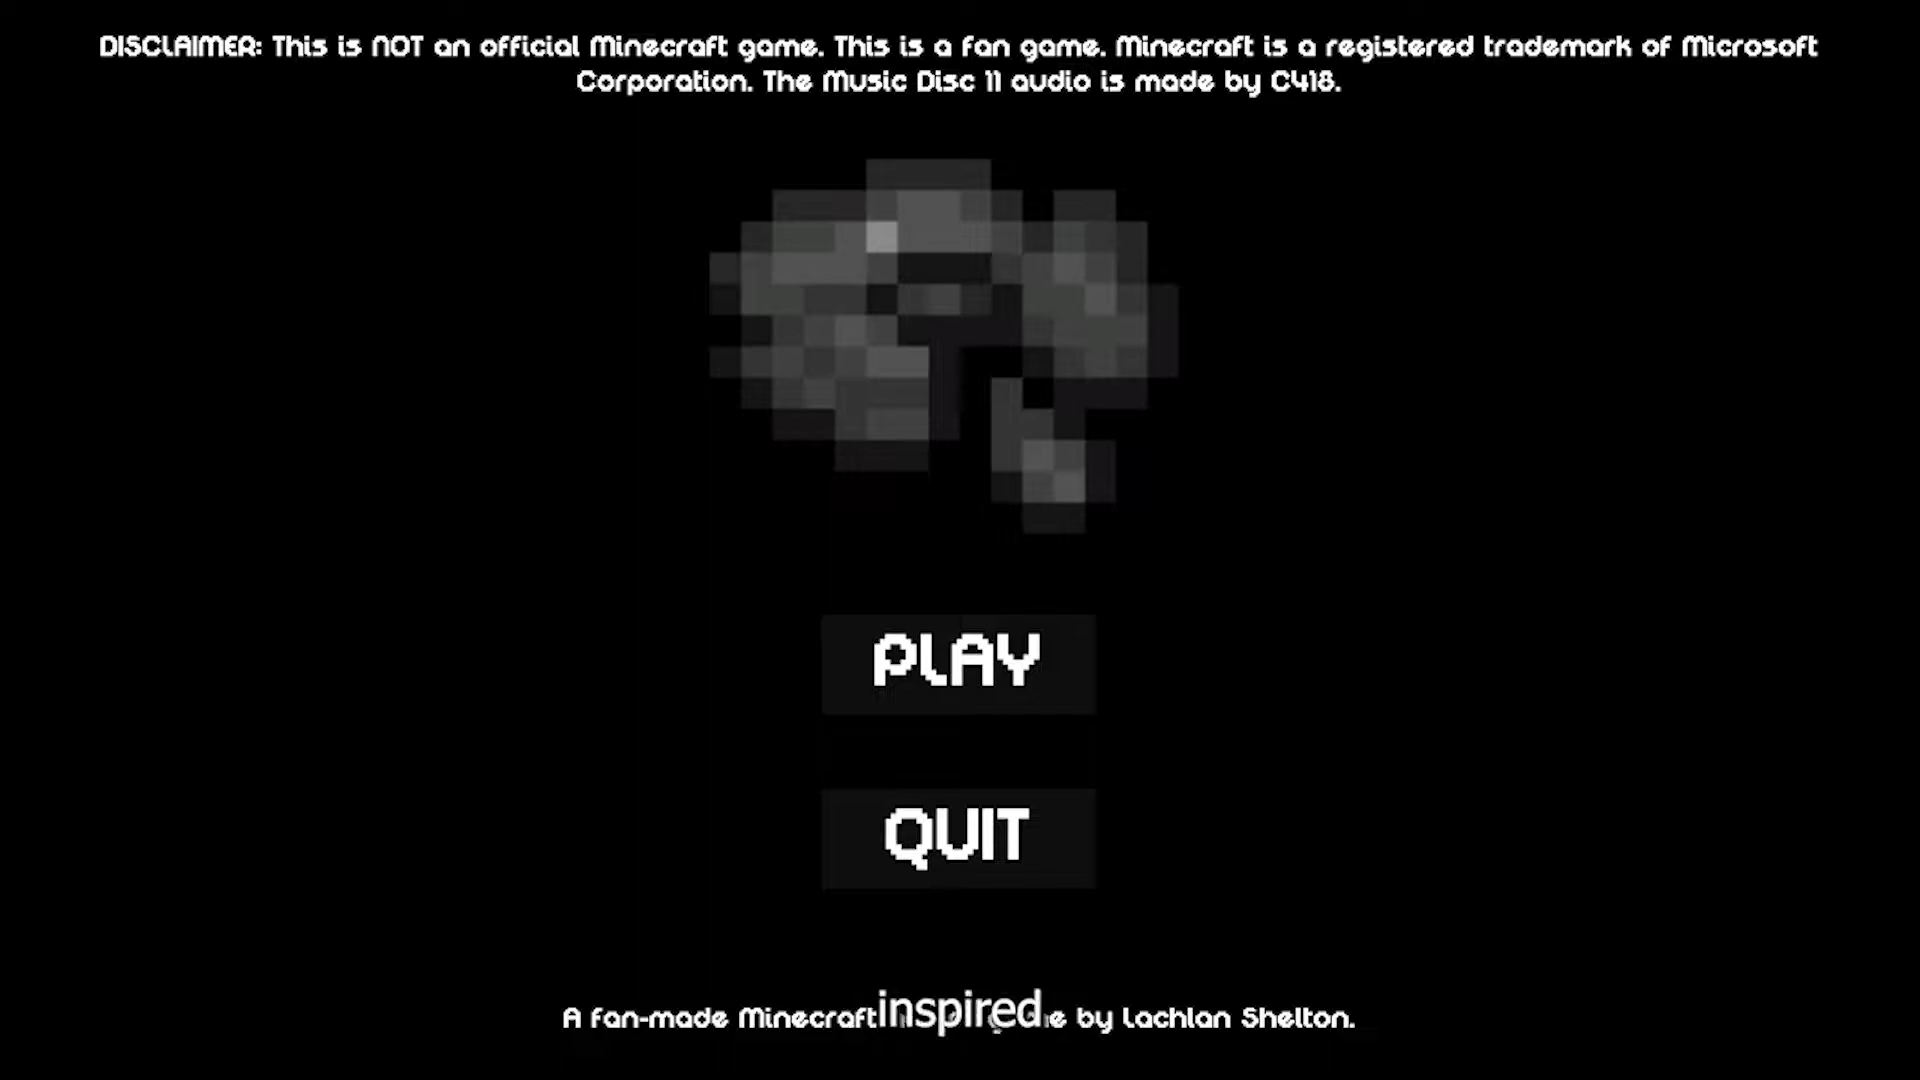 DISCLAIMER: This is NOT an official Minecraft game. This is a fan game. Minecraft is a registered trademark of Microsoft
Corporation. The Music Disc 11 audio is made by C418.
PLAY
QUIT
A fan-made Minecraft by Lachlan Shelton.
inspired